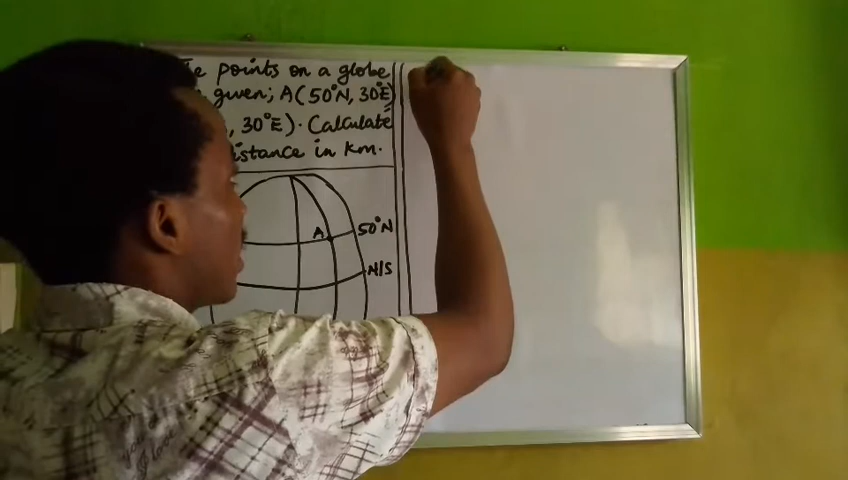 points on a globe
given; A(50°N, 30°E)
, 30°E). Calculate
istance in km.
A
50°N
N/S